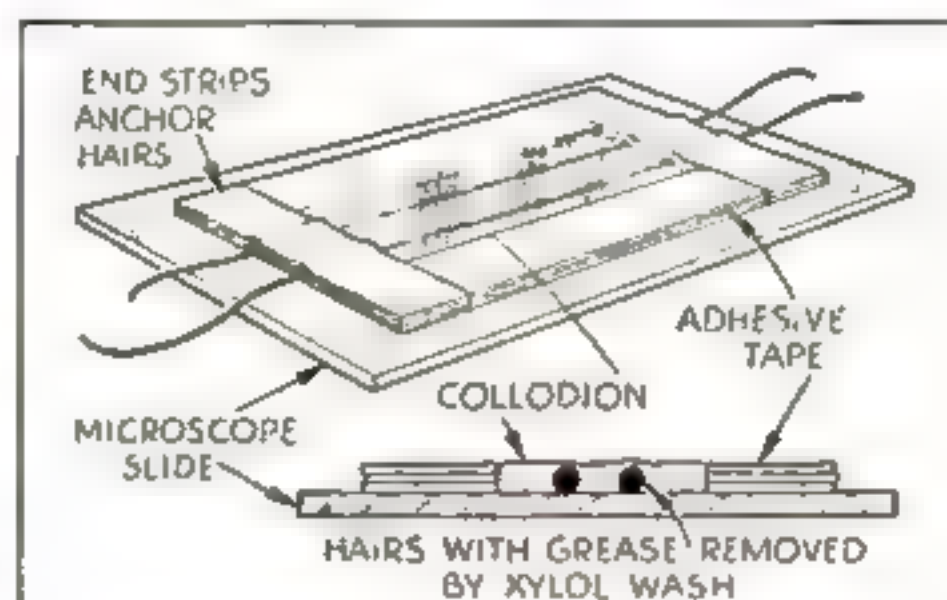 END STRIPS
ANCHOR
HAIRS
ADHESIVE
TAPE
COLLODION
MICROSCOPE
SLIDE
HAIRS WITH GREASE REMOVED
BY XYLOL WASH